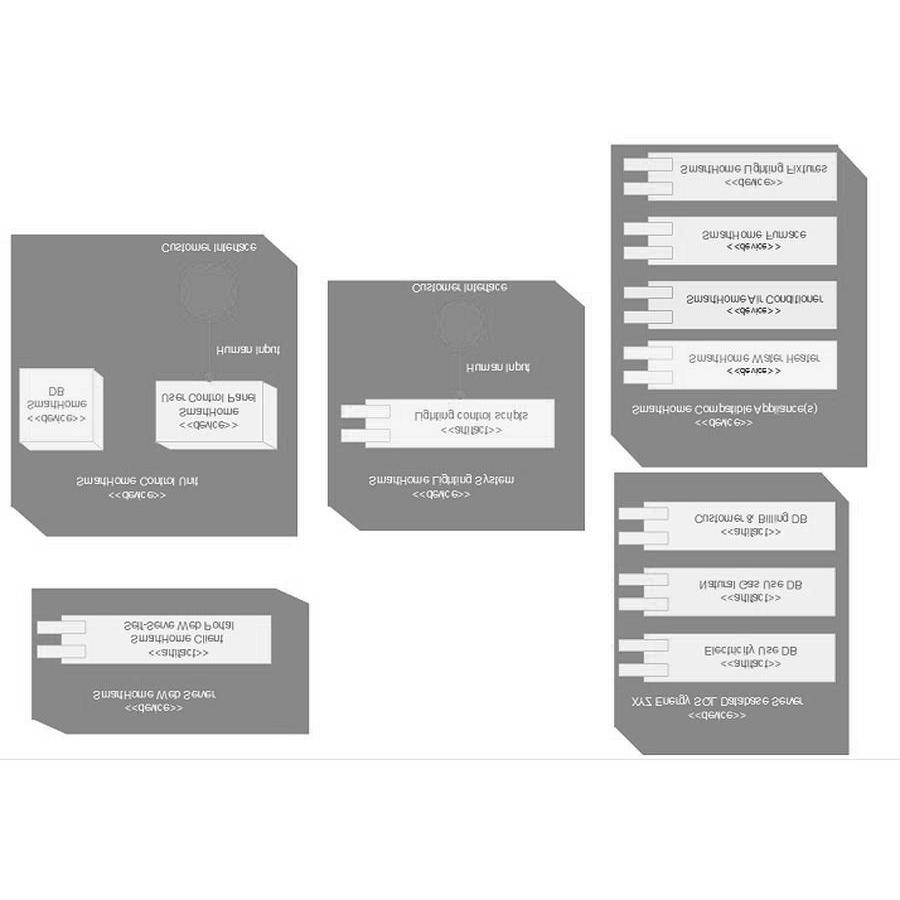 <<device>>
SmartHome Web Server
<<artifact>>
SmartHome Client
Self-Serve Web Portal
<<device>>
XYZ Energy SQL Database Server
<<artifact>>
Electricity Use DB
<<artifact>>
Natural Gas Use DB
<<artifact>>
Customer & Billing DB
<<device>>
SmartHome Control Unit
<<device>>
SmartHome
DB
<<device>>
SmartHome
User Control Panel
Human Input
Customer Interface
<<device>>
SmartHome Lighting System
<<artifact>>
Lighting control scripts
Human Input
Customer Interface
<<device>>
SmartHome Compatible Appliance(s)
<<device>>
SmartHome Water Heater
<<device>>
SmartHome Air Conditioner
<<device>>
SmartHome Furnace
<<device>>
SmartHome Lighting Fixtures